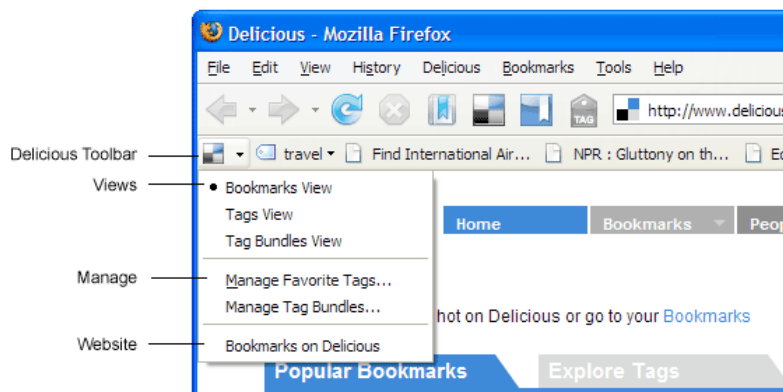 Delicious - Mozilla Firefox
File Edit View History Delicious Bookmarks Tools Help
TAG http://www.delicious
Delicious Toolbar travel Find International Air... NPR : Gluttony on th...
Views Bookmarks View
Tags View
Tag Bundles View
Home Bookmarks
Manage Manage Favorite Tags...
Manage Tag Bundles...
hot on Delicious or go to your Bookmarks
Website Bookmarks on Delicious
Popular Bookmarks Explore Tags